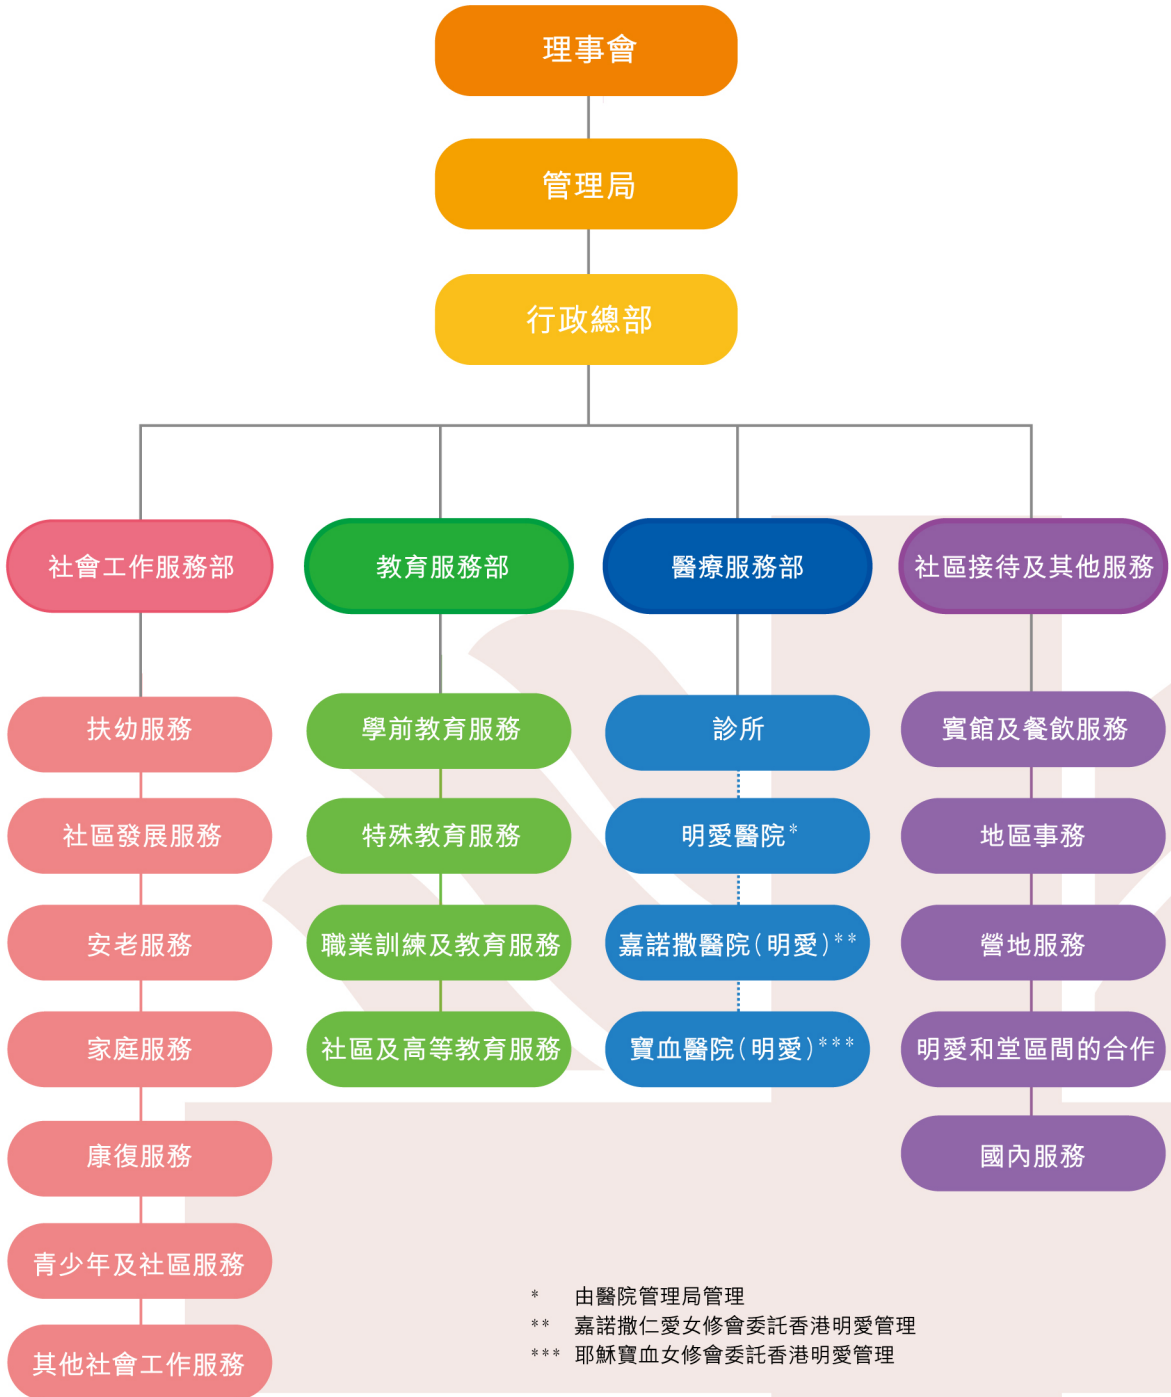 理事會
管理局
行政總部
社會工作服務部
教育服務部
醫療服務部
社區接待及其他服務
扶幼服務
社區發展服務
安老服務
家庭服務
康復服務
青少年及社區服務
其他社會工作服務
學前教育服務
特殊教育服務
職業訓練及教育服務
社區及高等教育服務
診所
明愛醫院*
嘉諾撒醫院(明愛)**
寶血醫院(明愛)***
賓館及餐飲服務
地區事務
營地服務
明愛和堂區間的合作
國內服務
* 由醫院管理局管理
** 嘉諾撒仁愛女修會委託香港明愛管理
*** 耶穌寶血女修會委託香港明愛管理